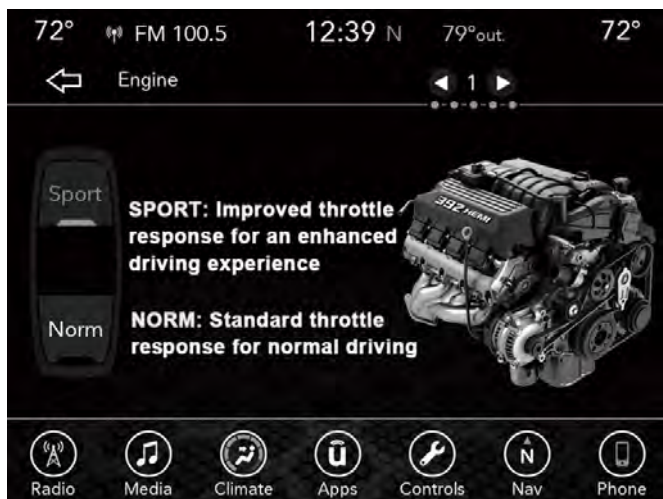 72° FM 100.5 12:39 N 79°out. 72°
Engine 1
Sport
SPORT: Improved throttle
response for an enhanced
driving experience
392 HEMI
Norm
NORM: Standard throttle
response for normal driving
N
Radio Media Climate Apps Controls Nav Phone